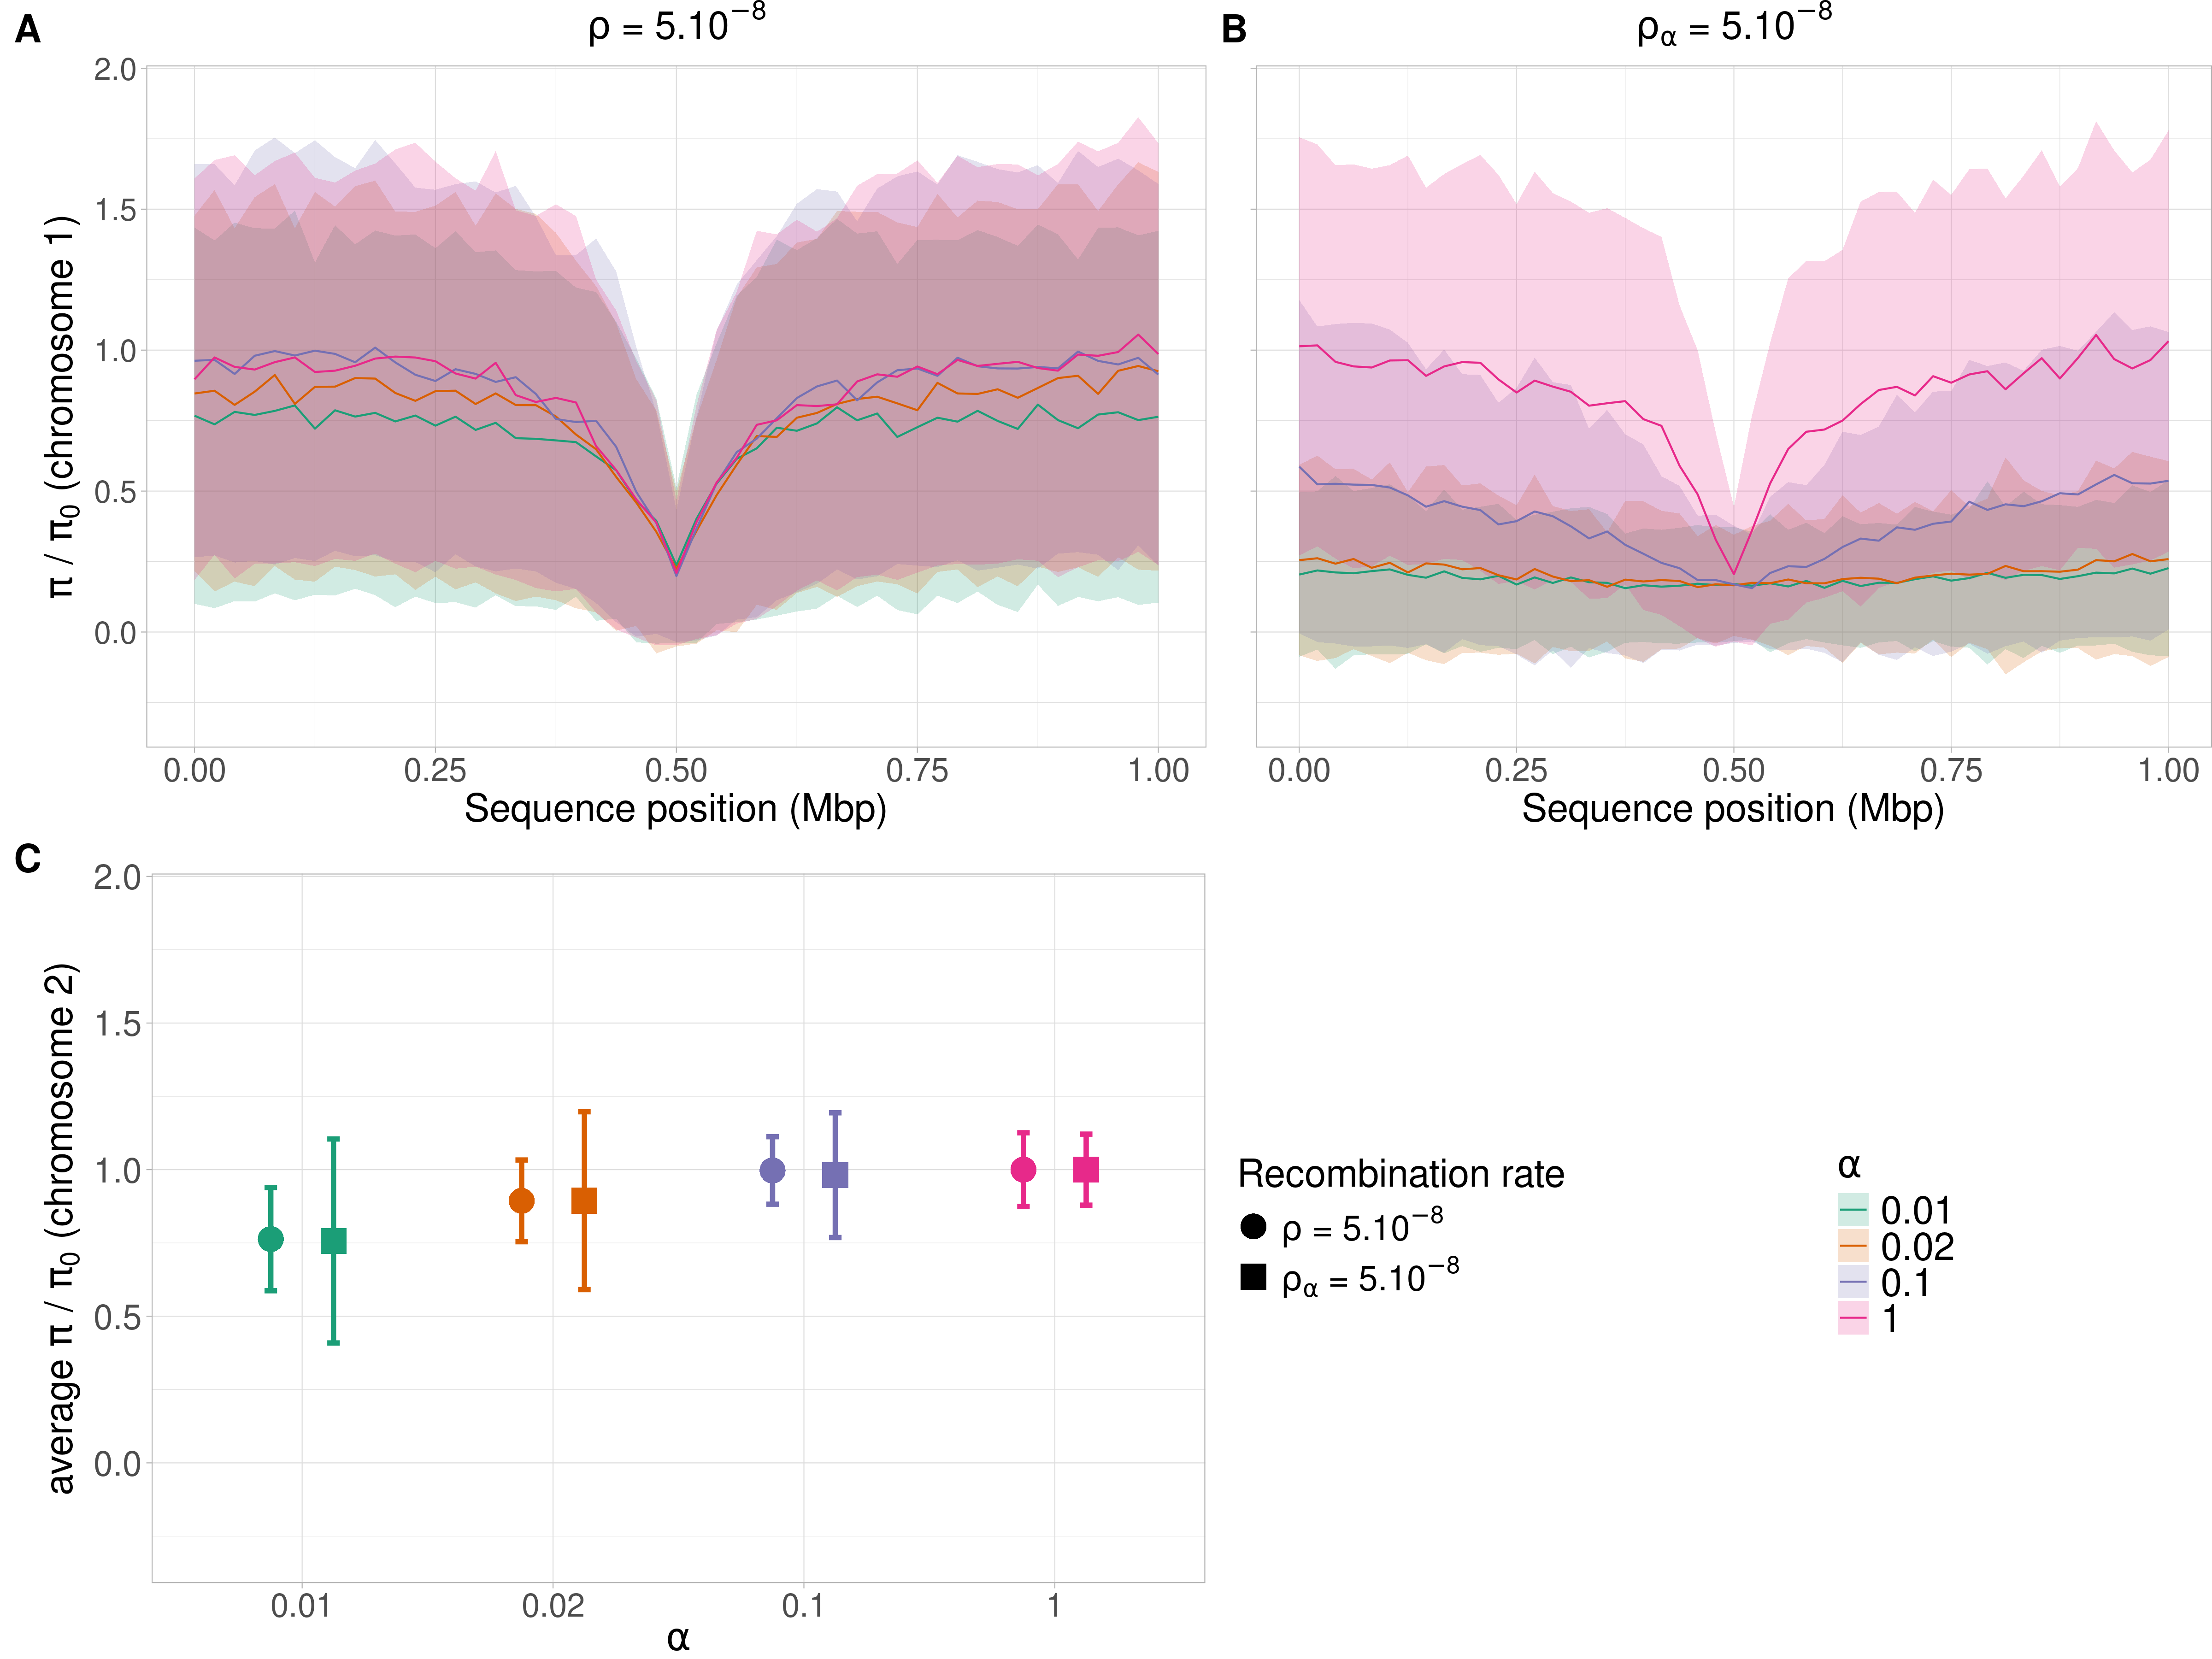 A
ρ = 5.10⁻⁸
B
ρα = 5.10⁻⁸
2.0
1.5
1.0
0.5
0.0
π / π₀ (chromosome 1)
0.00 0.25 0.50 0.75 1.00
0.00 0.25 0.50 0.75 1.00
Sequence position (Mbp)
Sequence position (Mbp)
C
2.0
1.5
1.0
0.5
0.0
average π / π₀ (chromosome 2)
0.01 0.02 0.1 1
α
Recombination rate
ρ = 5.10⁻⁸
ρα = 5.10⁻⁸
α
0.01
0.02
0.1
1